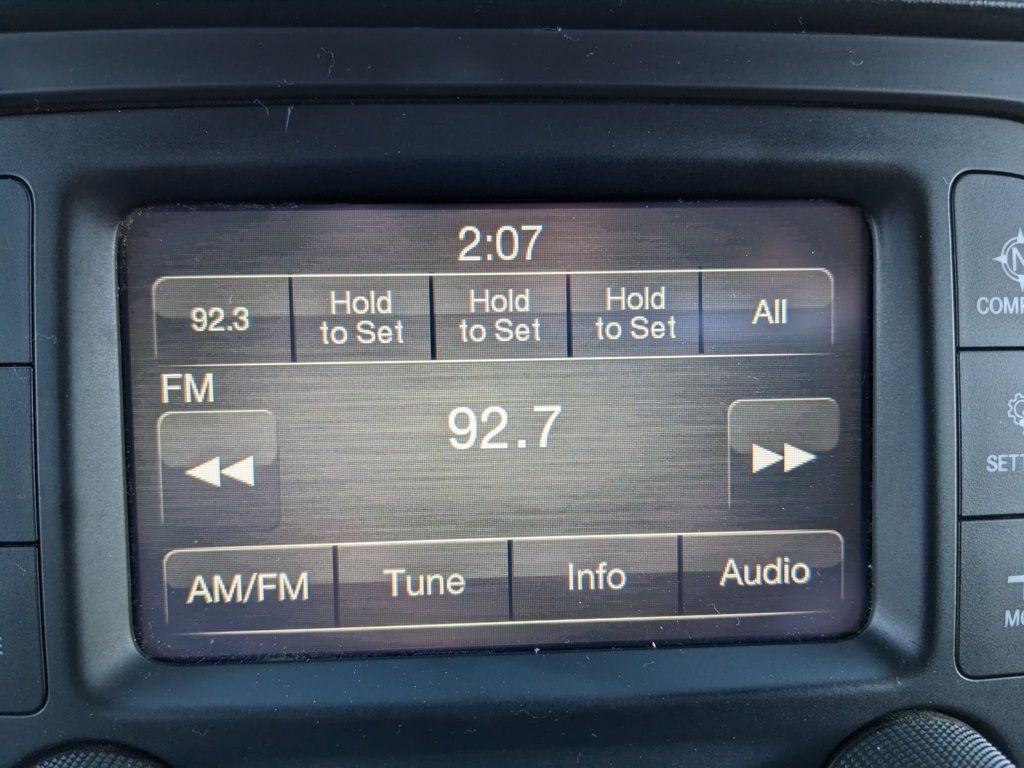 2:07
92.3
Hold
to Set
Hold
to Set
Hold
to Set
All
FM
92.7
AM/FM
Tune
Info
Audio
N